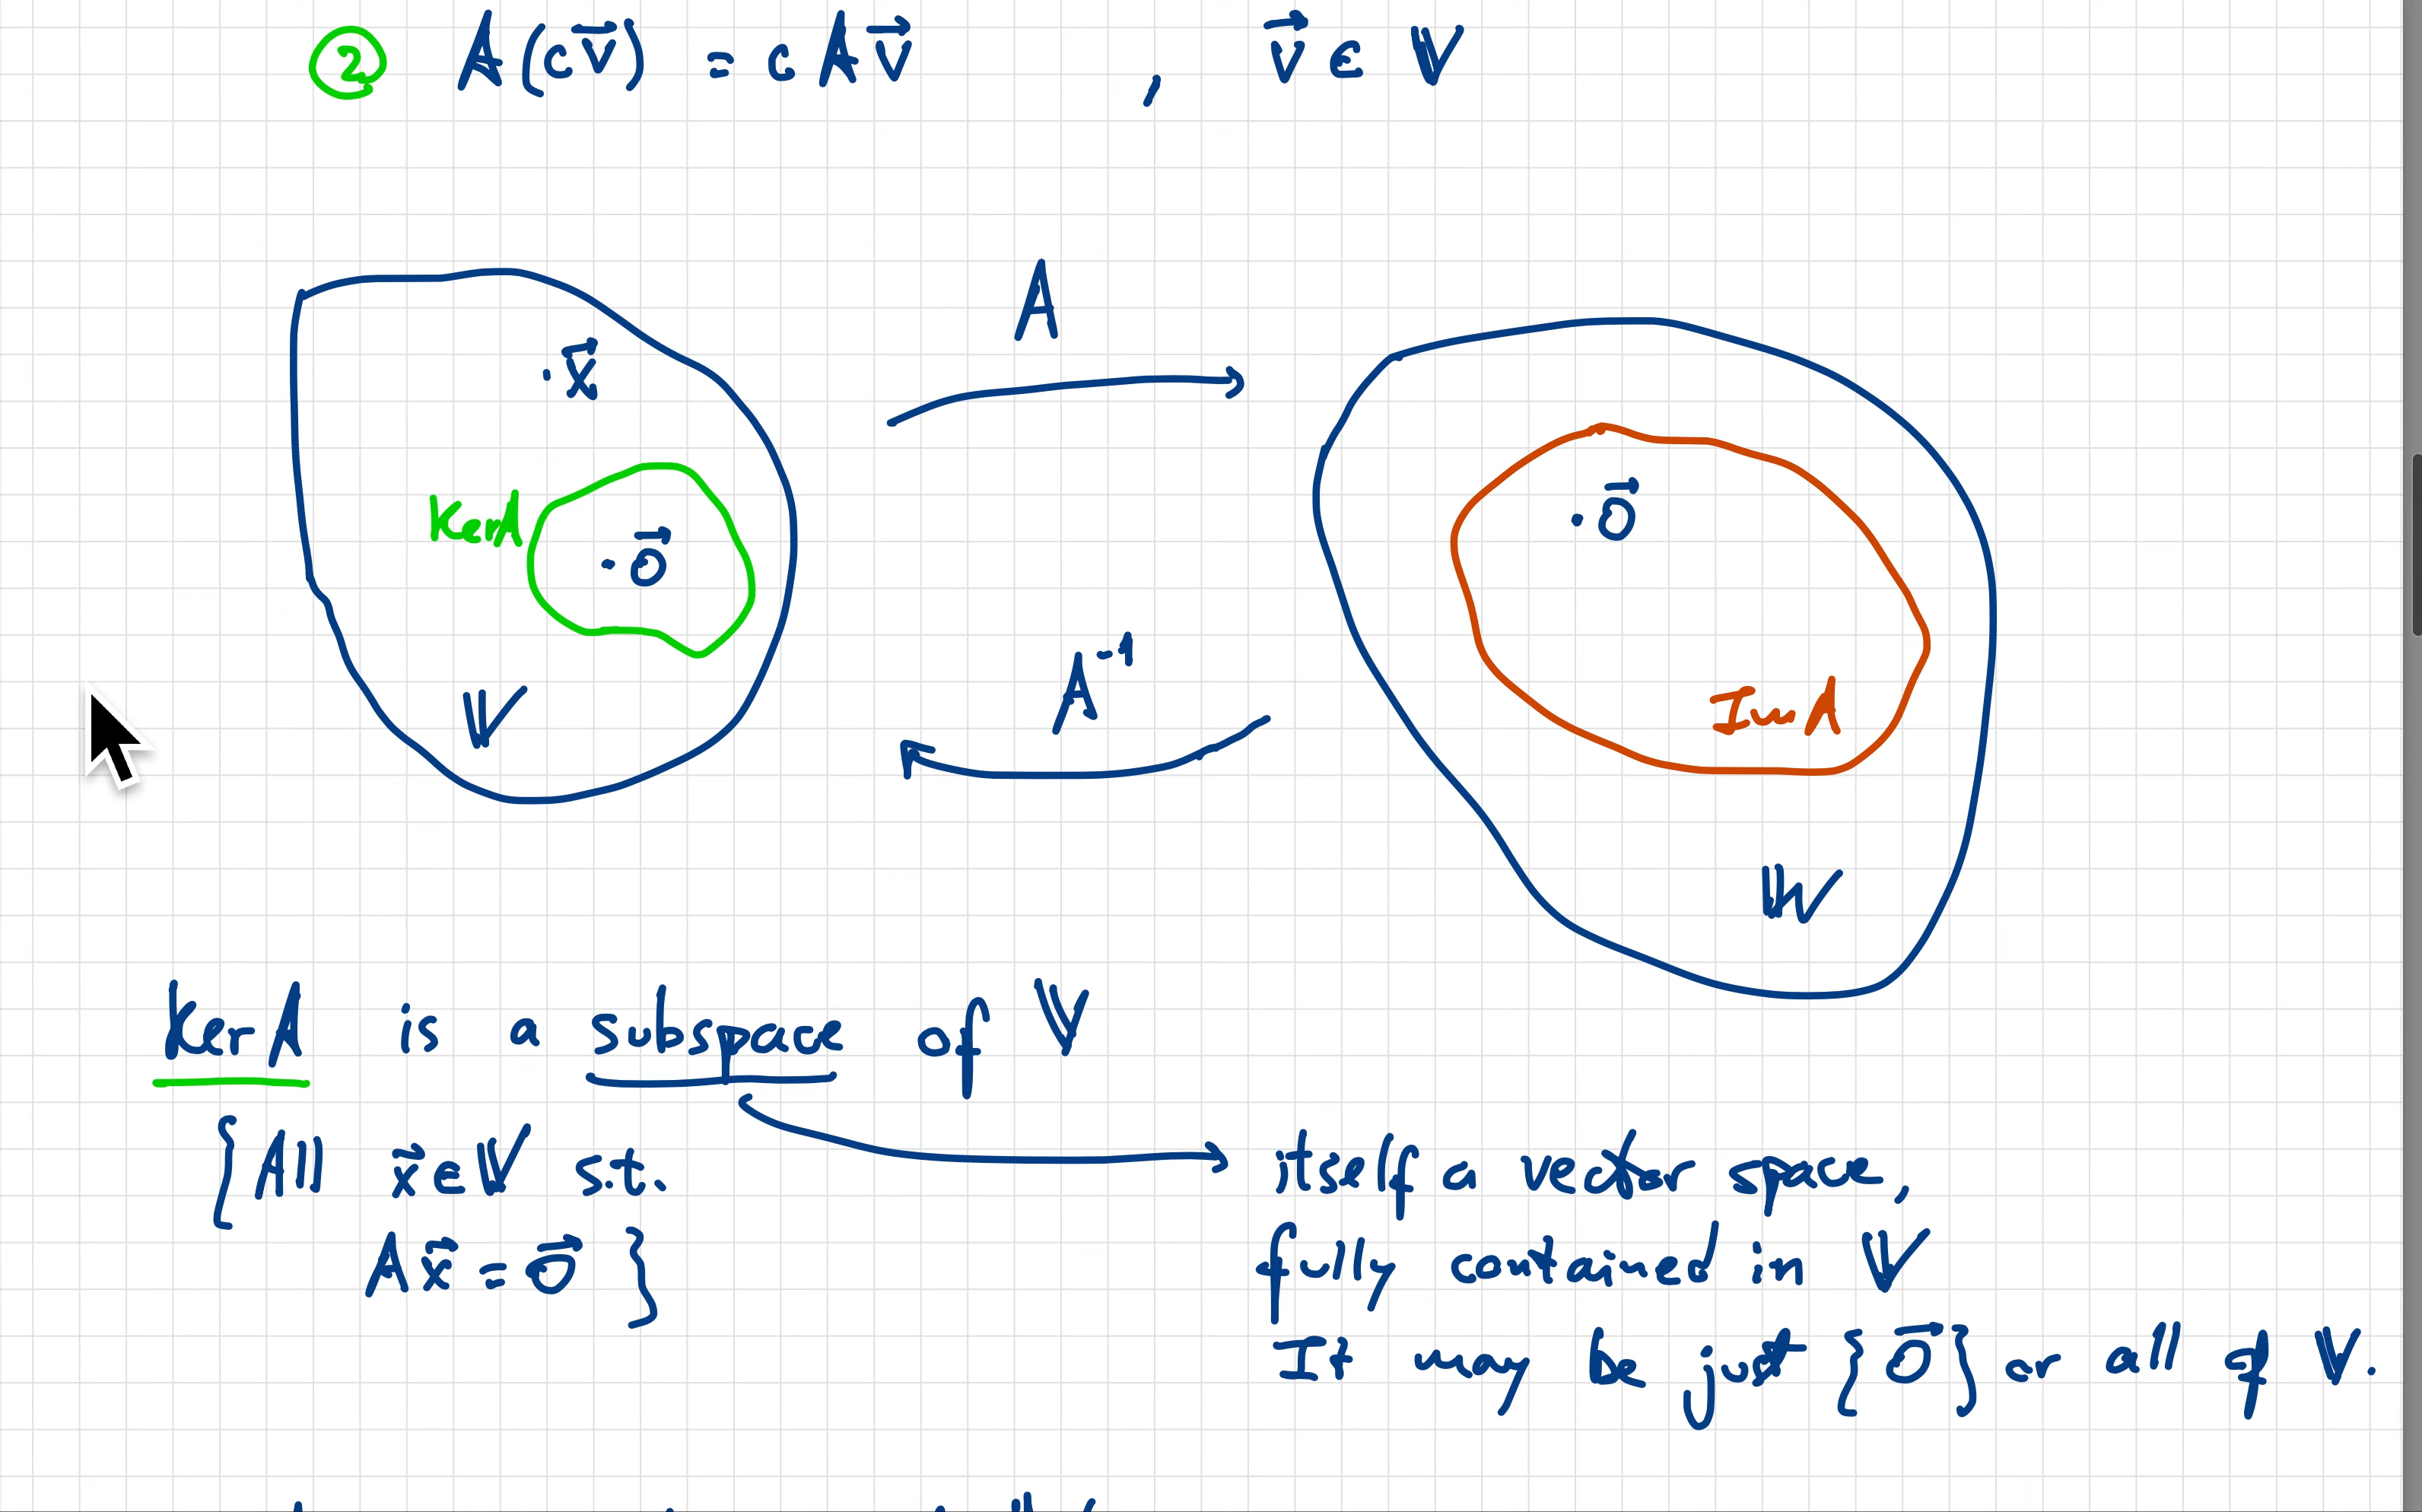 ② A(cv⃗) = cAv⃗ , v⃗ ∈ V
A
x⃗
Ker A
0⃗
0⃗
A⁻¹
Im A
V
W
Ker A is a subspace of V
{All x⃗ ∈ V s.t.
Ax⃗ = 0⃗}
itself a vector space,
fully contained in V
It may be just {0⃗} or all of V.